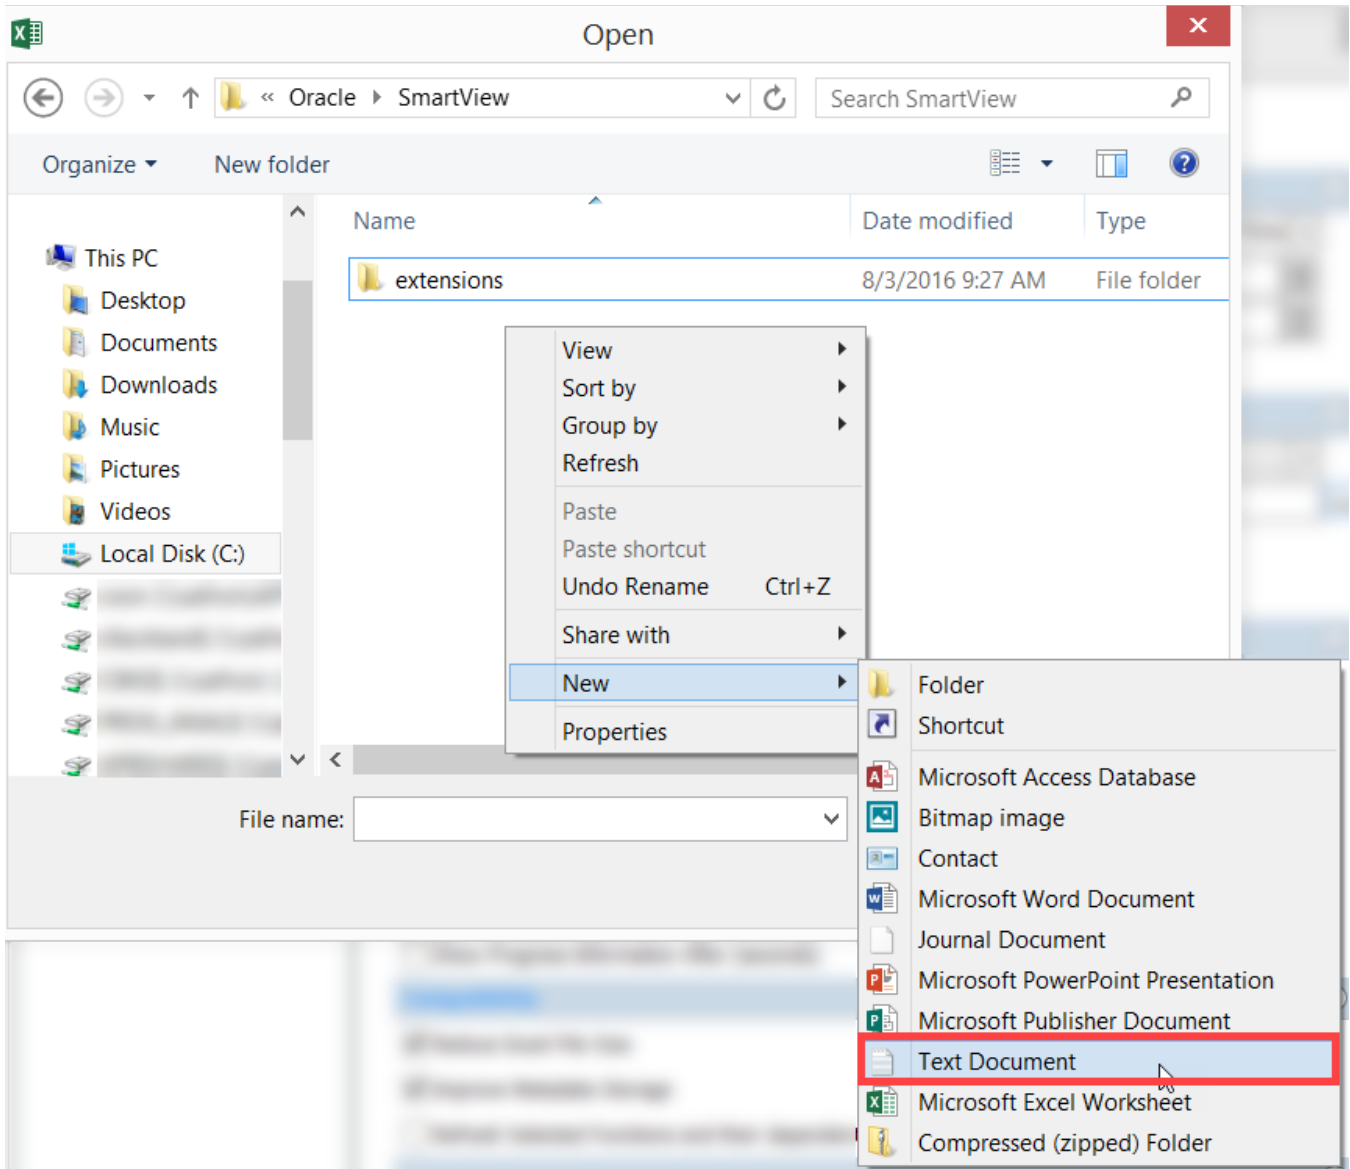 Open
« Oracle SmartView
Search SmartView
Organize
New folder
Name
Date modified
Type
This PC
Desktop
Documents
Downloads
Music
Pictures
Videos
Local Disk (C:)
extensions
8/3/2016 9:27 AM
File folder
View
Sort by
Group by
Refresh
Paste
Paste shortcut
Undo Rename Ctrl+Z
Share with
New
Properties
Folder
Shortcut
Microsoft Access Database
Bitmap image
Contact
Microsoft Word Document
Journal Document
Microsoft PowerPoint Presentation
Microsoft Publisher Document
Text Document
Microsoft Excel Worksheet
Compressed (zipped) Folder
File name: